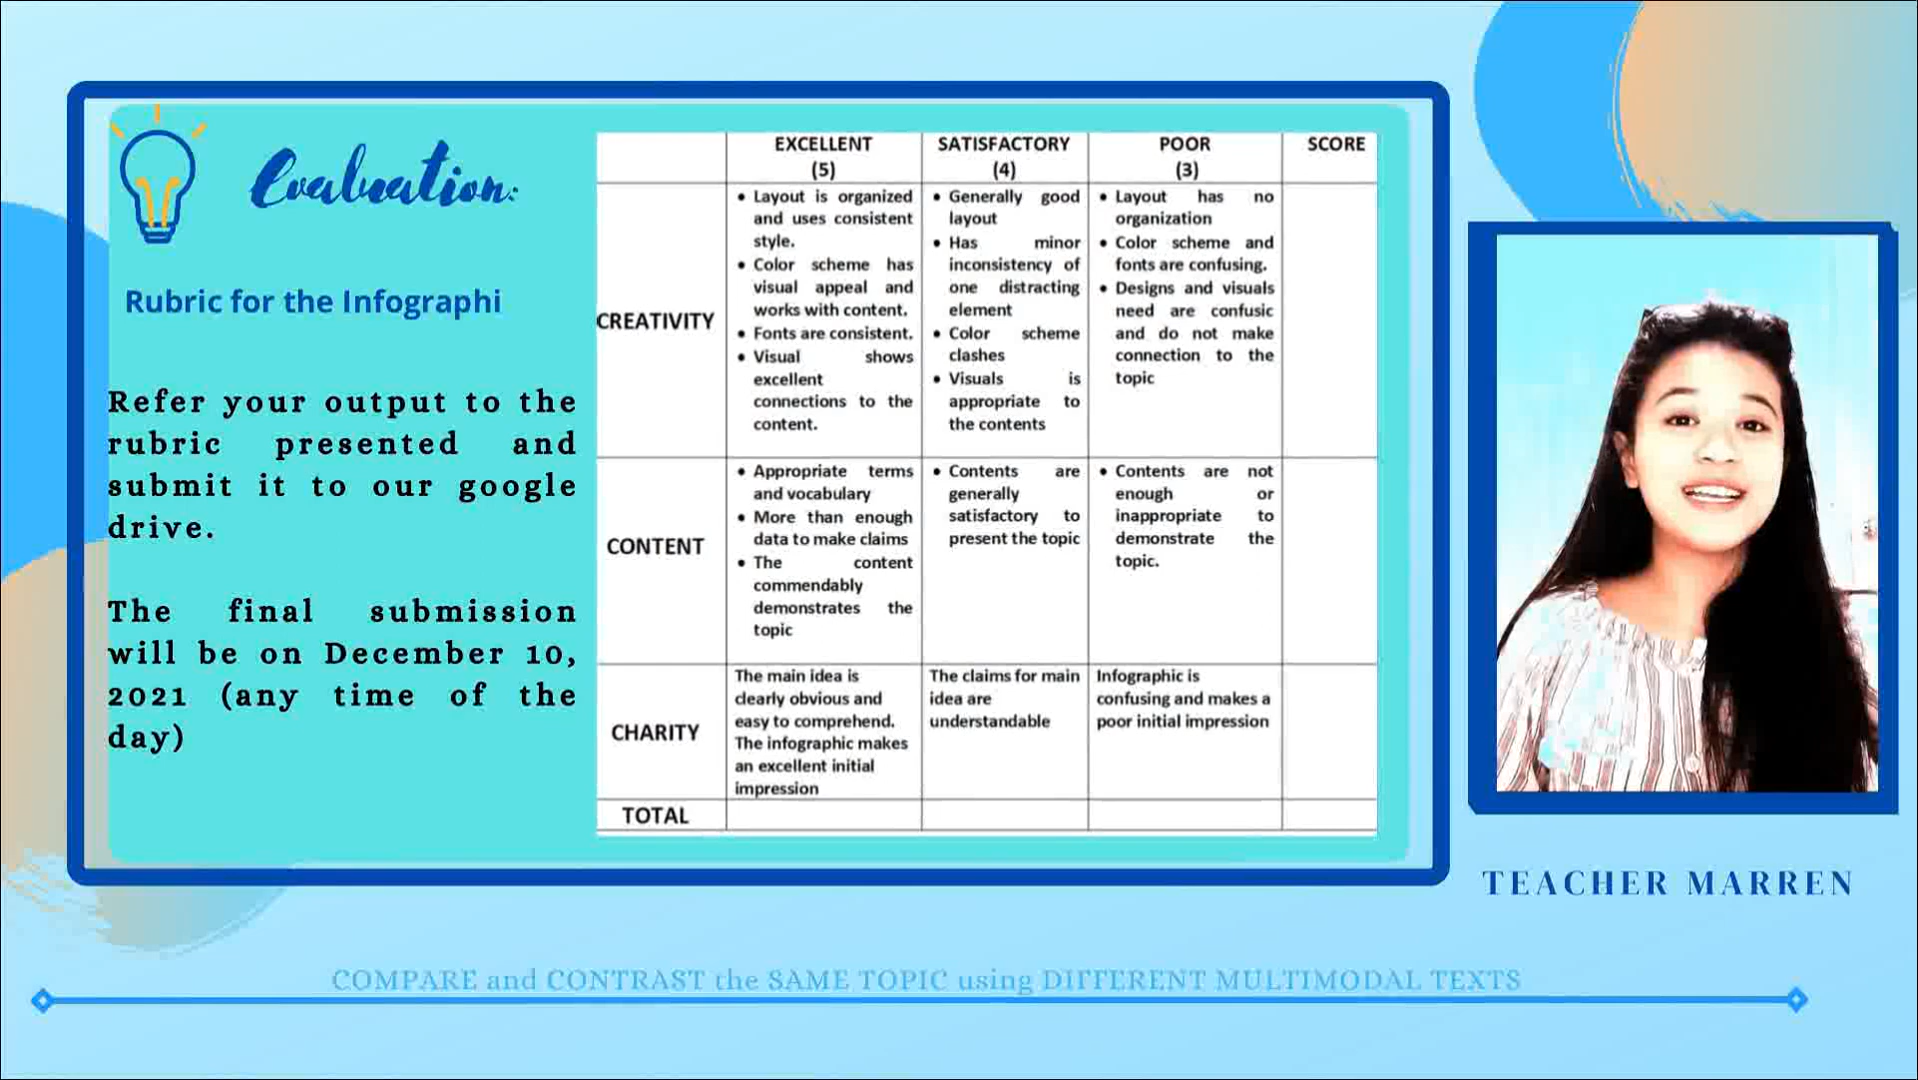 Evaluation:
Rubric for the Infographi
Refer your output to the
rubric presented and
submit it to our google
drive.
The final submission
will be on December 10,
2021 (any time of the
day)
EXCELLENT
(5)
SATISFACTORY
(4)
POOR
(3)
SCORE
CREATIVITY
• Layout is organized
and uses consistent
style.
• Color scheme has
visual appeal and
works with content.
• Fonts are consistent.
• Visual shows
excellent
connections to the
content.
• Generally good
layout
• Has minor
inconsistency of
one distracting
element
• Color scheme
clashes
• Visuals is
appropriate to
the contents
• Layout has no
organization
• Color scheme and
fonts are confusing.
• Designs and visuals
need are confusic
and do not make
connection to the
topic
CONTENT
• Appropriate terms
and vocabulary
• More than enough
data to make claims
• The content
commendably
demonstrates the
topic
• Contents are
generally
satisfactory to
present the topic
• Contents are not
enough or
inappropriate to
demonstrate the
topic.
CHARITY
The main idea is
clearly obvious and
easy to comprehend.
The infographic makes
an excellent initial
impression
The claims for main
idea are
understandable
Infographic is
confusing and makes a
poor initial impression
TOTAL
TEACHER MARREN
COMPARE and CONTRAST the SAME TOPIC using DIFFERENT MULTIMODAL TEXTS